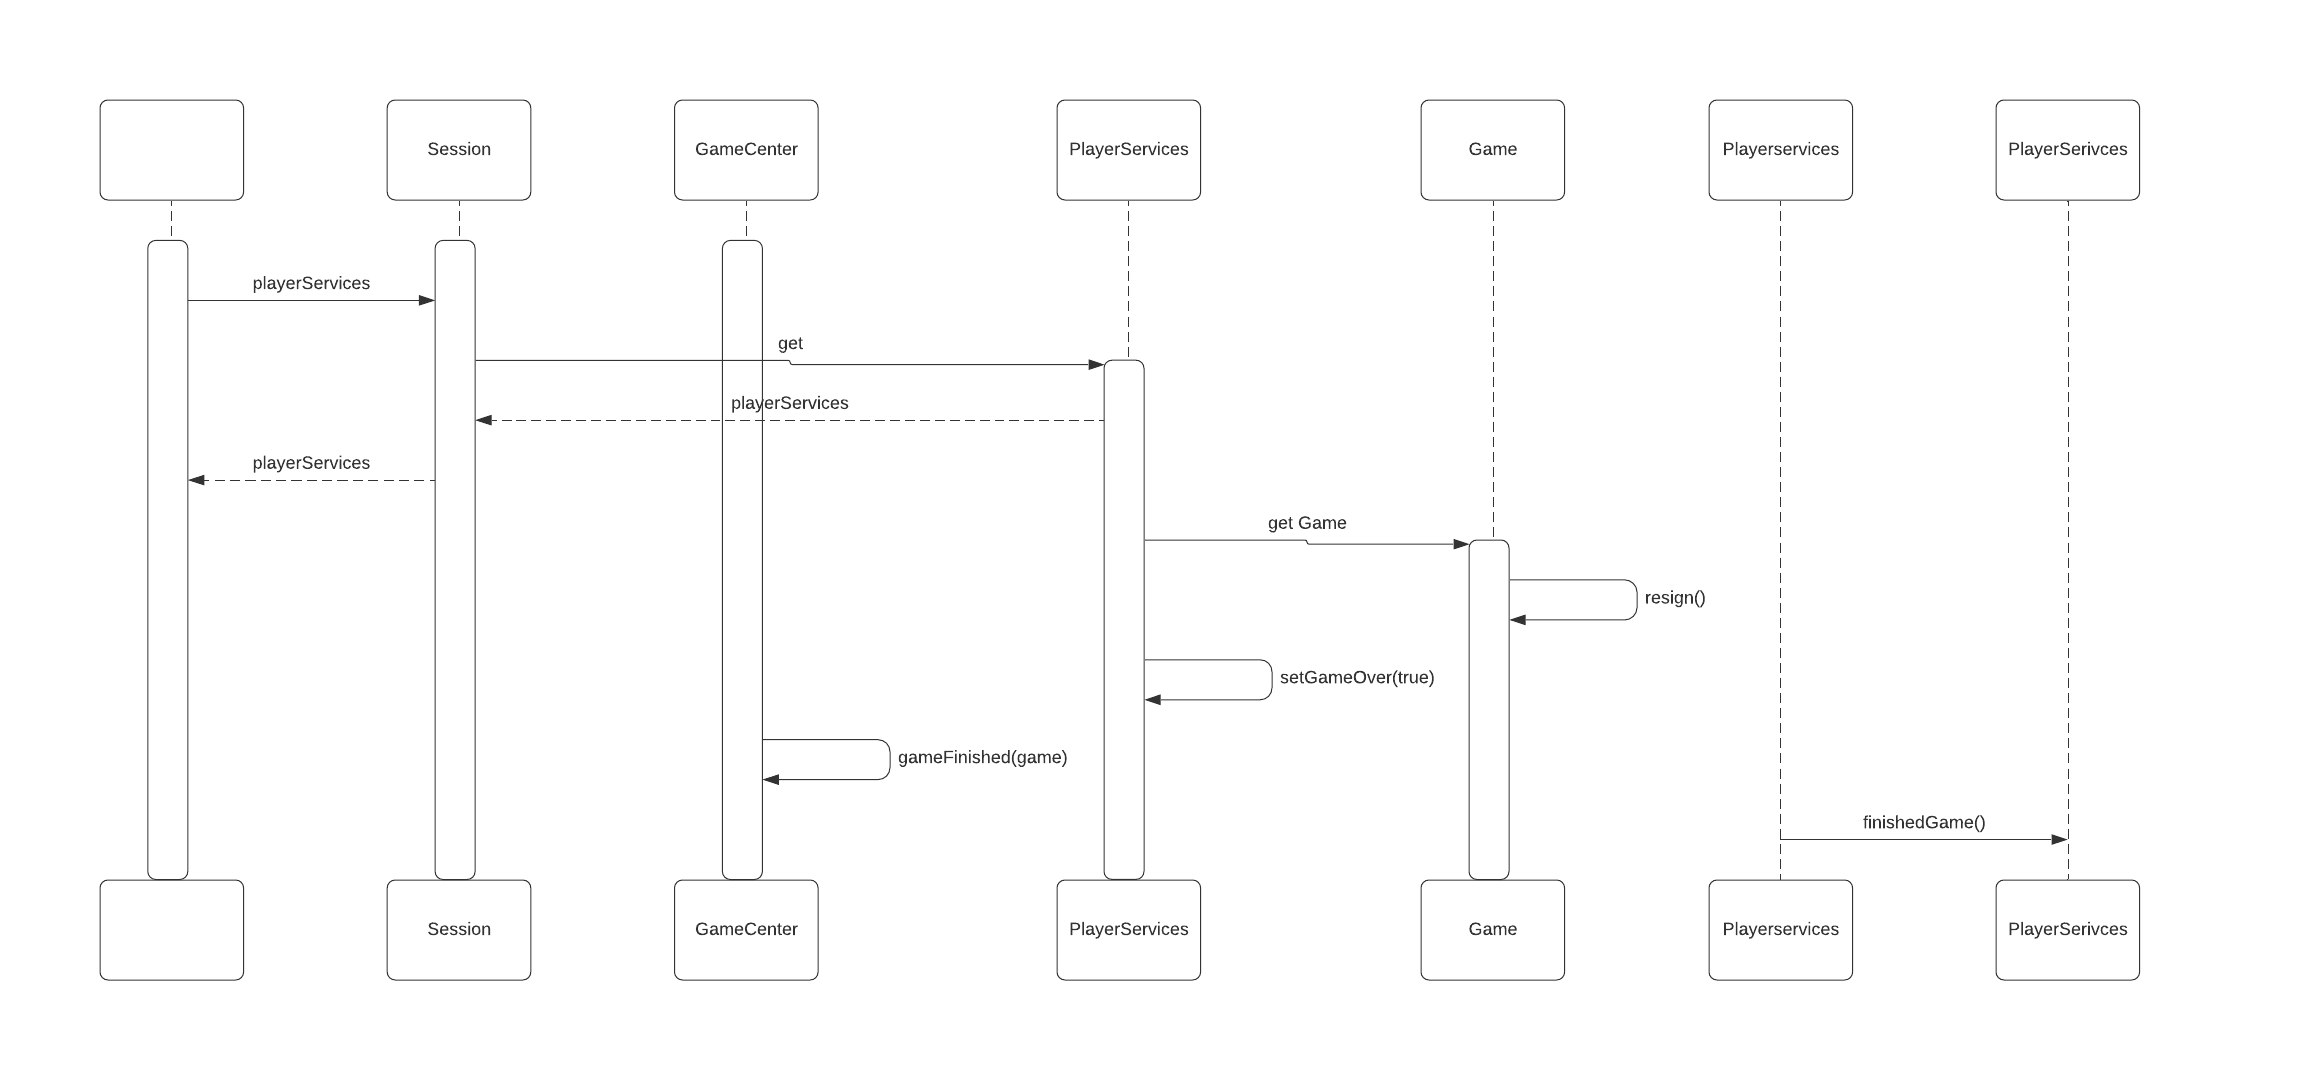 Session
GameCenter
PlayerServices
Game
Playerservices
PlayerSerivces
playerServices
get
playerServices
playerServices
get Game
resign()
setGameOver(true)
gameFinished(game)
finishedGame()
Session
GameCenter
PlayerServices
Game
Playerservices
PlayerSerivces